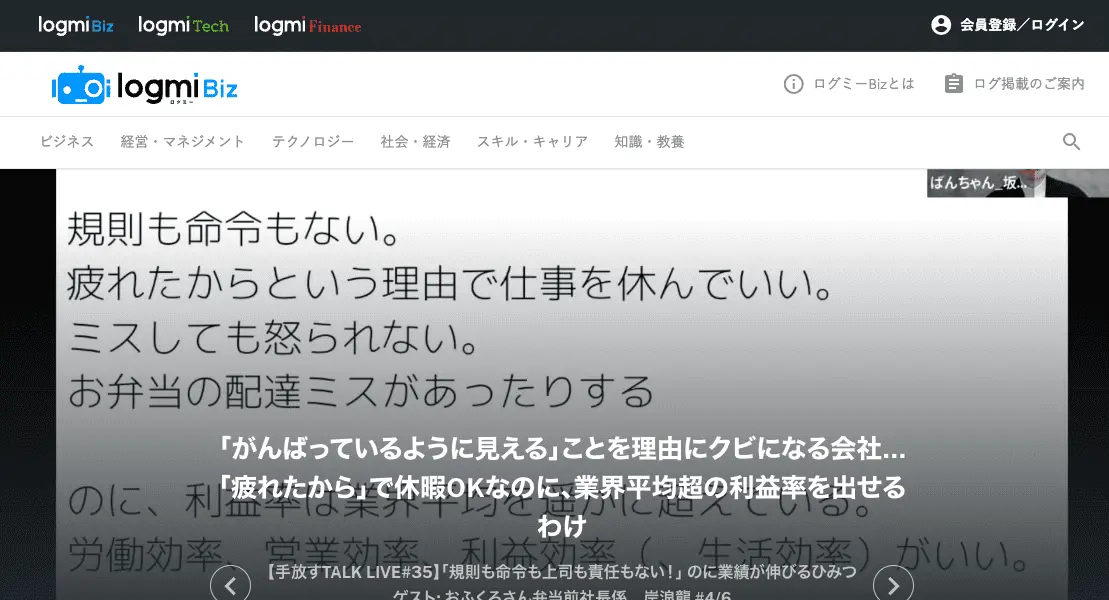 logmi Biz
logmi Tech
logmi Finance
会員登録／ログイン
logmi Biz
ログミー
ログミーBizとは
ログ掲載のご案内
ビジネス
経営・マネジメント
テクノロジー
社会・経済
スキル・キャリア
知識・教養
ばんちゃん_坂...
規則も命令もない。
疲れたからという理由で仕事を休んでいい。
ミスしても怒られない。
お弁当の配達ミスがあったりする
「がんばっているように見える」ことを理由にクビになる会社…
「疲れたから」で休暇OKなのに、業界平均超の利益率を出せる
わけ
のに、利益率は業界平均を遥かに超えている。
労働効率、営業効率、利益効率（、生活効率）がいい。
【手放すTALK LIVE#35】「規則も命令も上司も責任もない！」 のに業績が伸びるひみつ
ゲスト: おふくろさん弁当前社長係 岸浪龍 #4/6